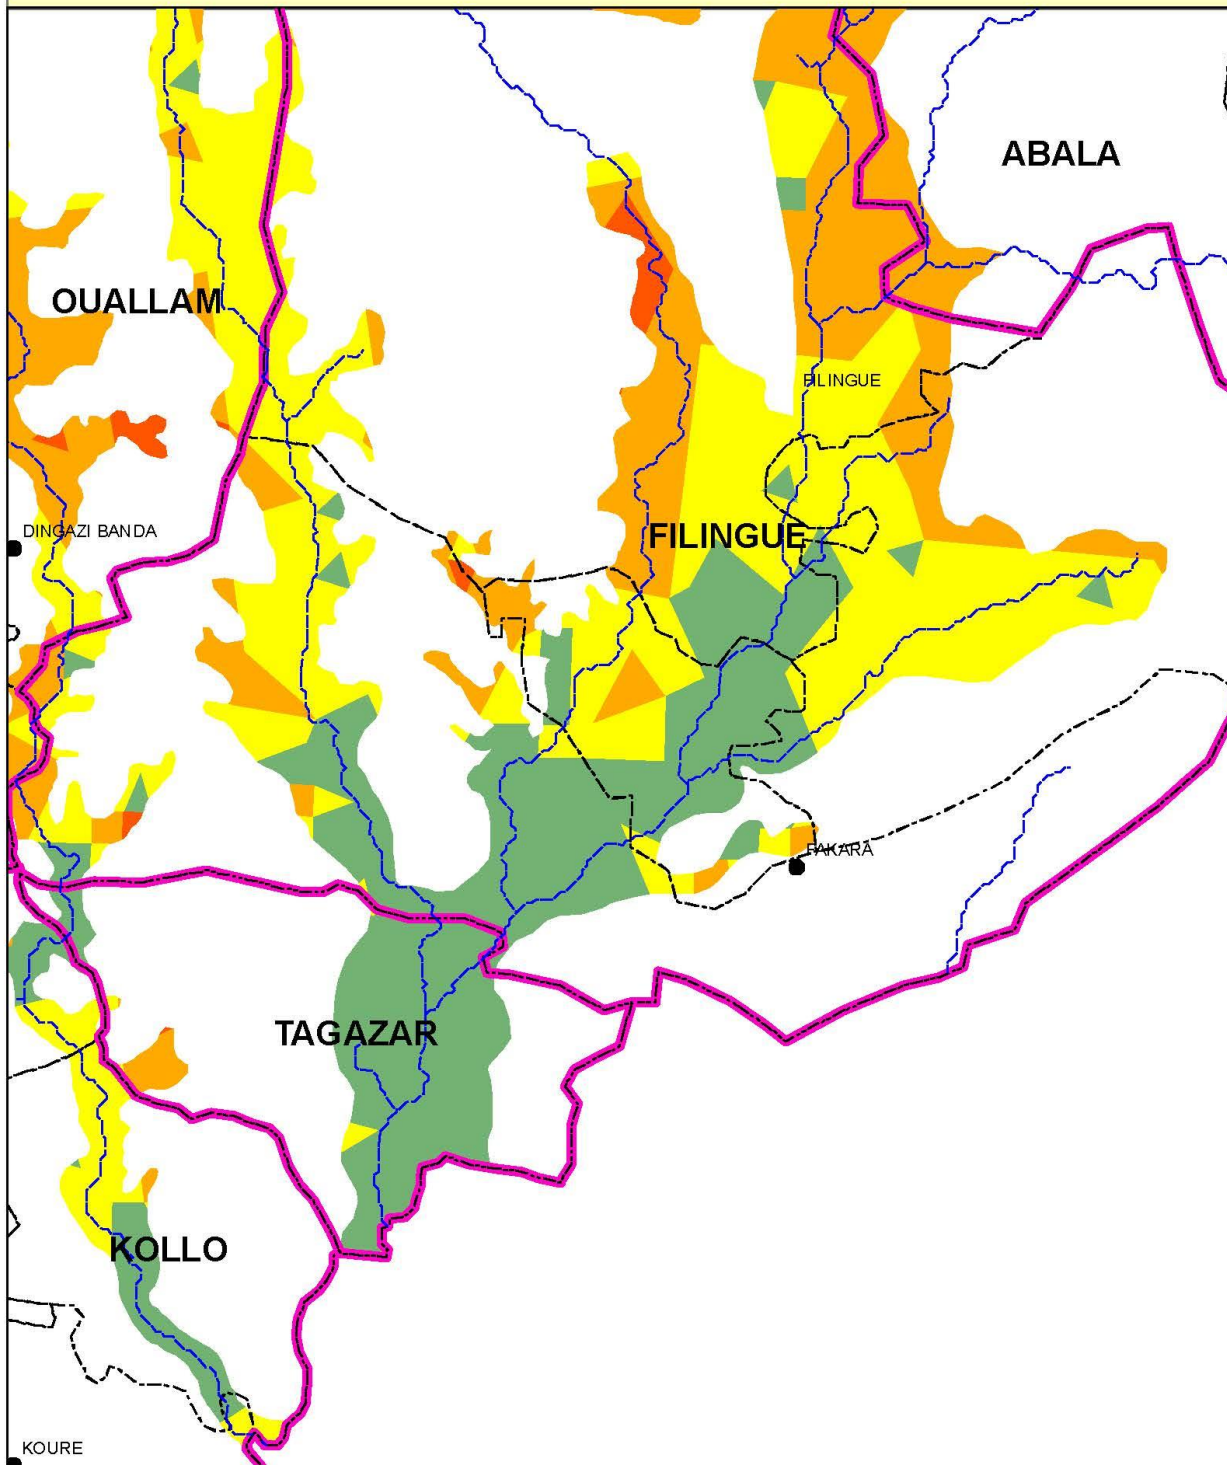 ABALA
OUALLAM
FILINGUE
DINGAZI BANDA
FILINGUE
FAKARA
TAGAZAR
KOLLO
KOURE